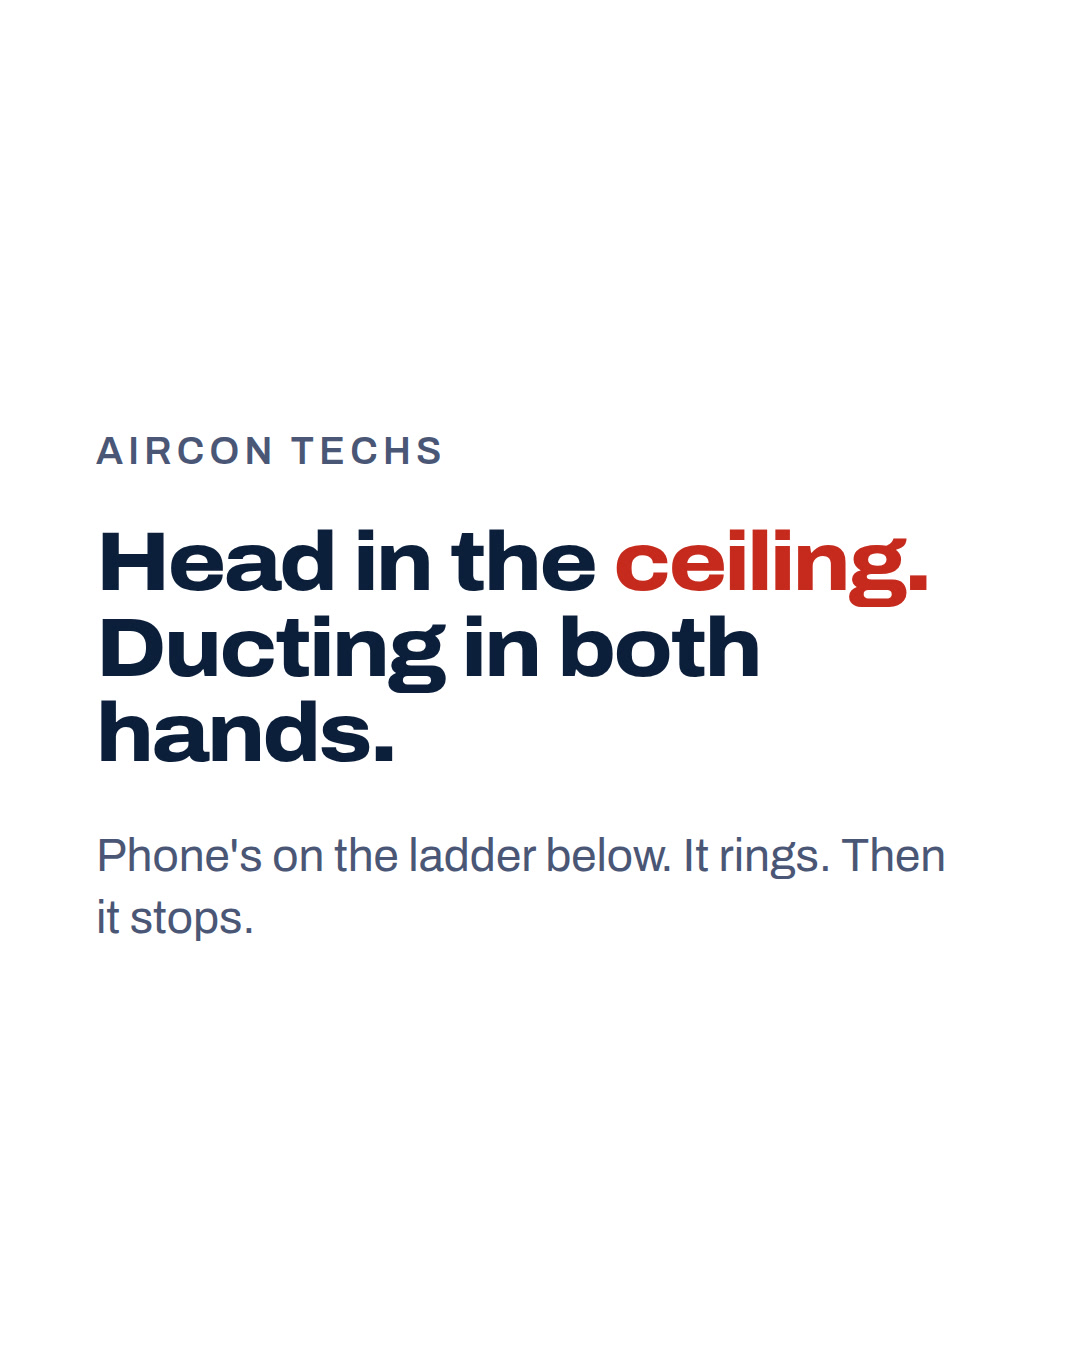 AIRCON TECHS
Head in the ceiling.
Ducting in both
hands.
Phone's on the ladder below. It rings. Then
it stops.